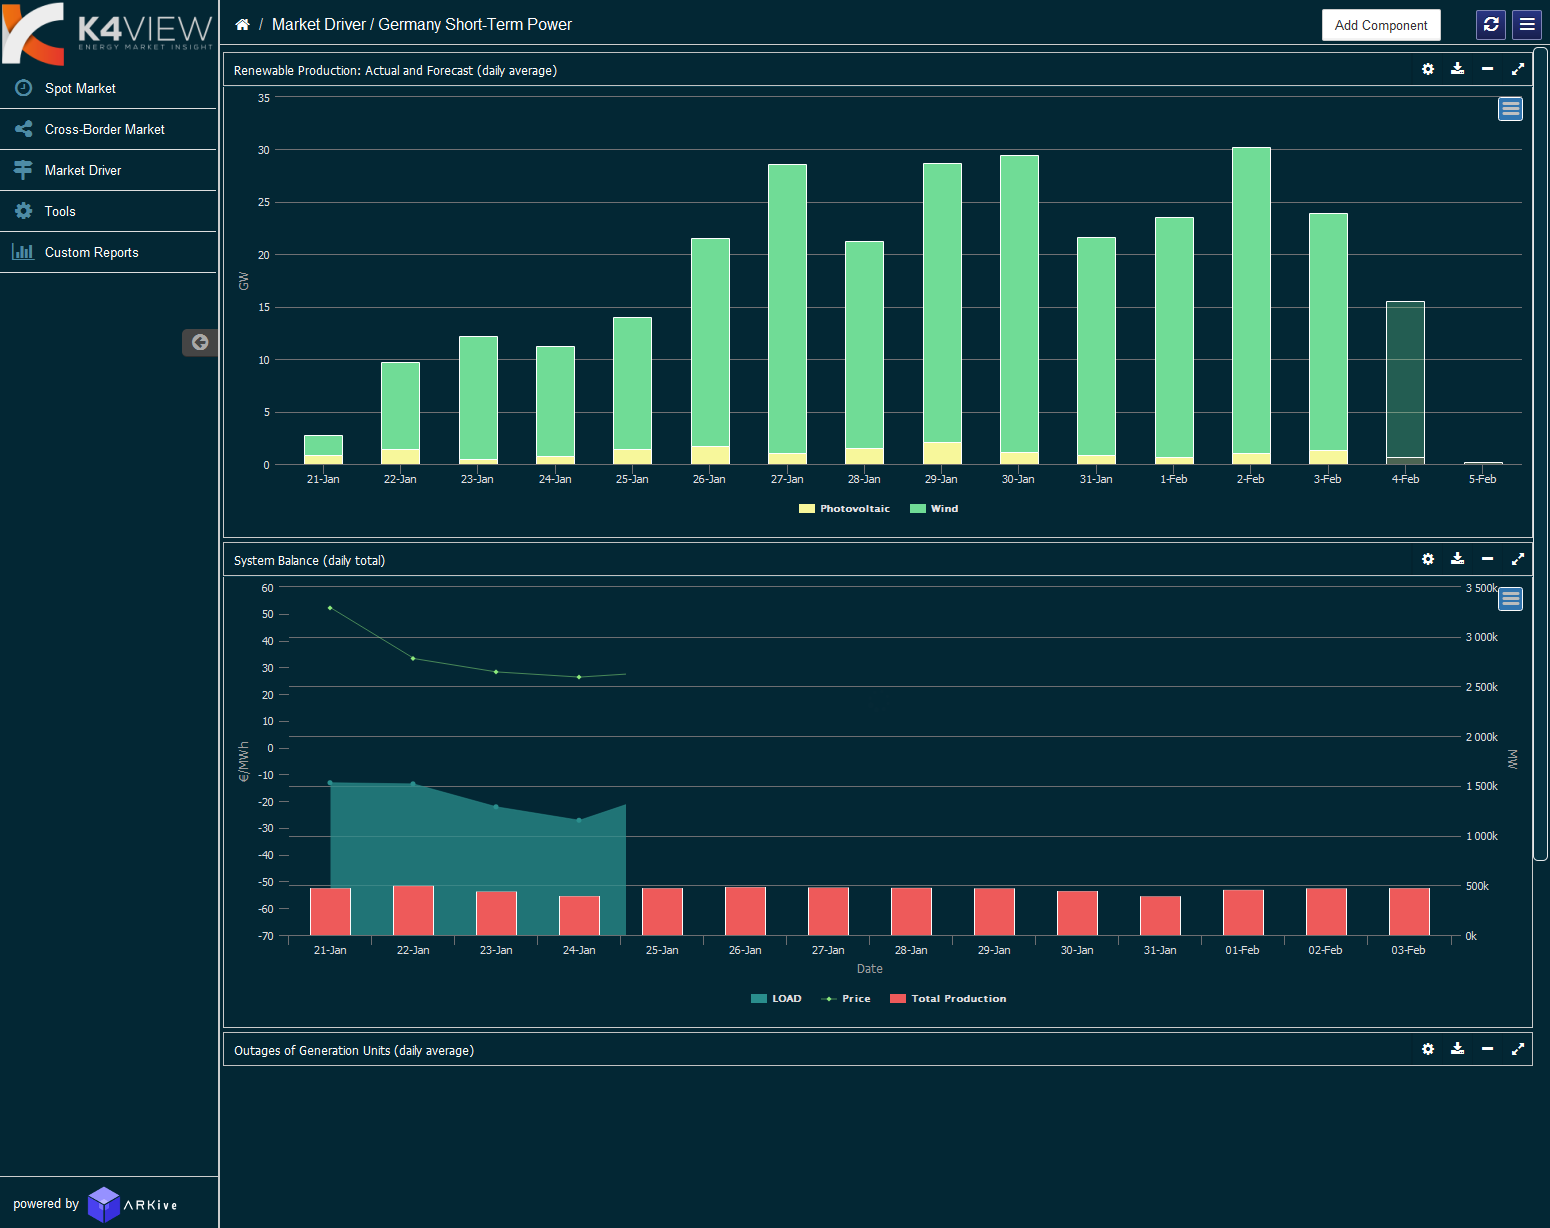 K4VIEW
ENERGY MARKET INSIGHT
Spot Market
Cross-Border Market
Market Driver
Tools
Custom Reports
powered by ARKive
/ Market Driver / Germany Short-Term Power
Add Component
Renewable Production: Actual and Forecast (daily average)
35
30
25
20
15
10
5
0
GW
21-Jan 22-Jan 23-Jan 24-Jan 25-Jan 26-Jan 27-Jan 28-Jan 29-Jan 30-Jan 31-Jan 1-Feb 2-Feb 3-Feb 4-Feb 5-Feb
Photovoltaic Wind
System Balance (daily total)
60
50
40
30
20
10
0
-10
-20
-30
-40
-50
-60
-70
€/MWh
3 500k
3 000k
2 500k
2 000k
1 500k
1 000k
500k
0k
MW
21-Jan 22-Jan 23-Jan 24-Jan 25-Jan 26-Jan 27-Jan 28-Jan 29-Jan 30-Jan 31-Jan 01-Feb 02-Feb 03-Feb
Date
LOAD Price Total Production
Outages of Generation Units (daily average)